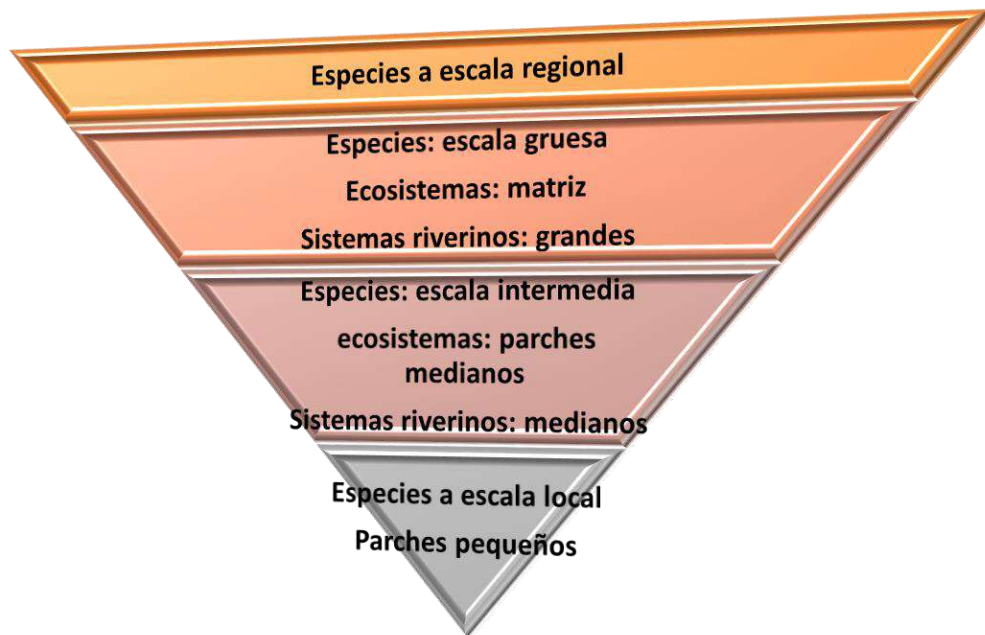 Especies a escala regional
Especies: escala gruesa
Ecosistemas: matriz
Sistemas riverinos: grandes
Especies: escala intermedia
ecosistemas: parches
medianos
Sistemas riverinos: medianos
Especies a escala local
Parches pequeños